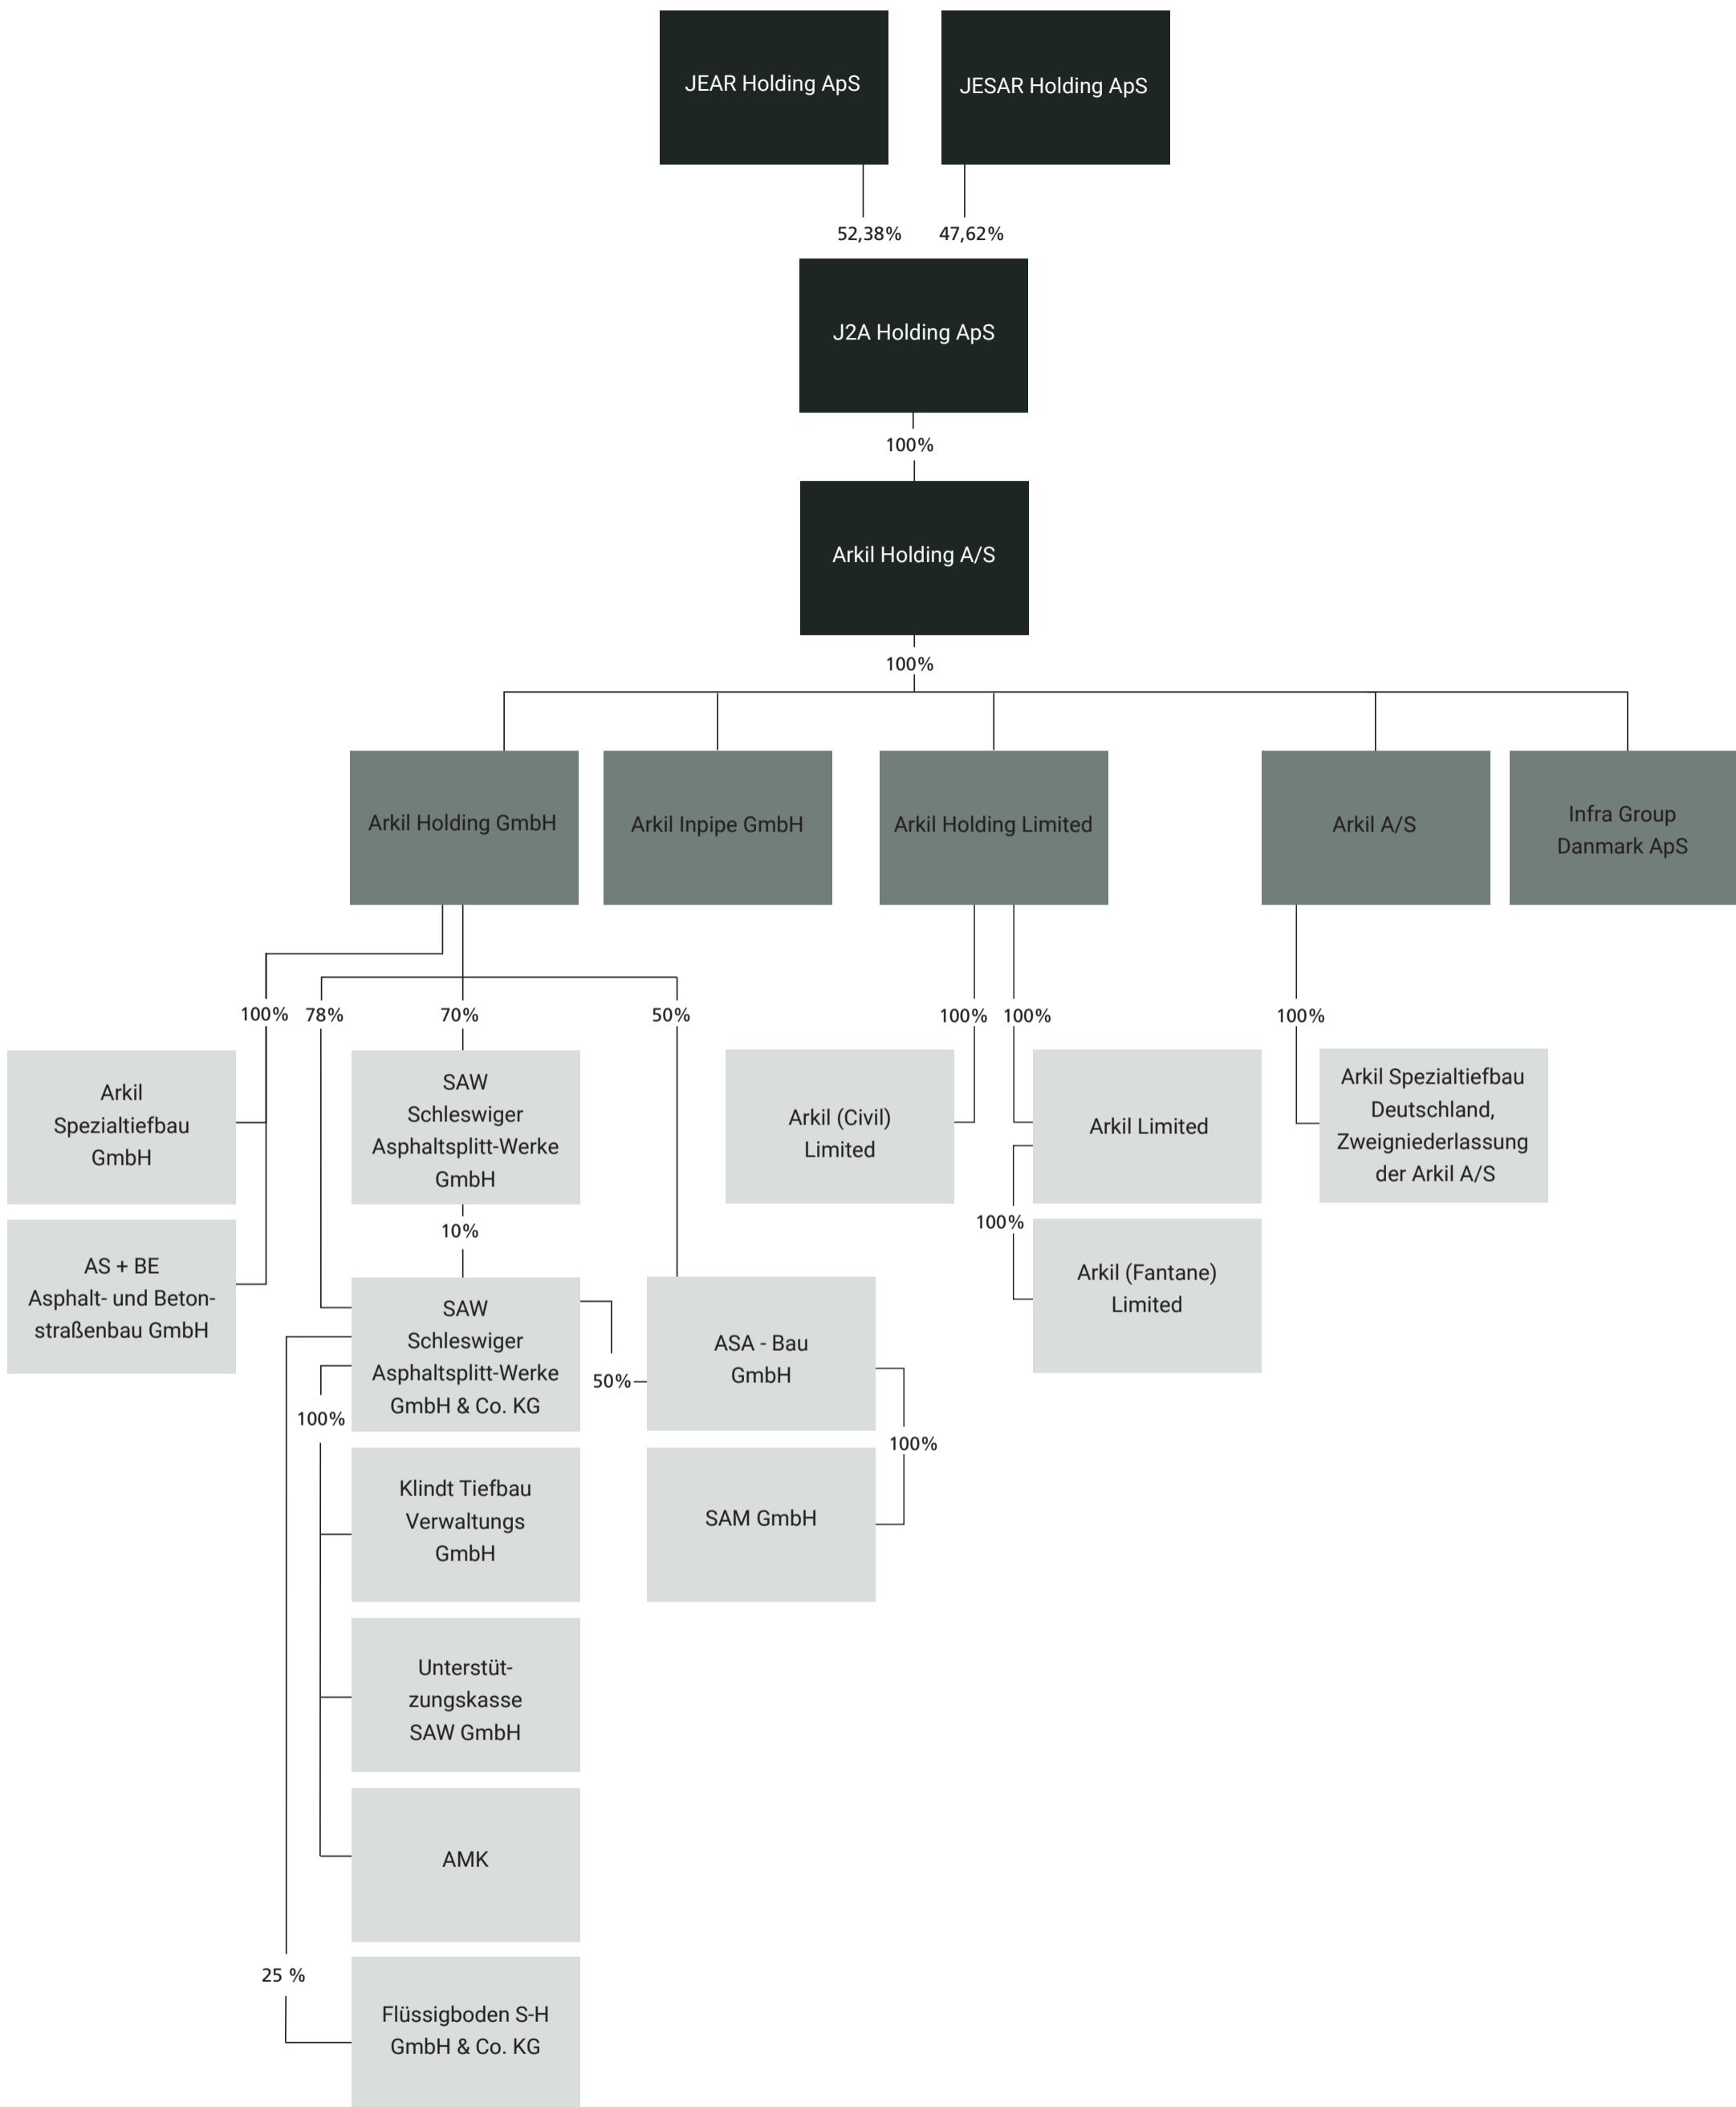 JEAR Holding ApS
JESAR Holding ApS
52,38%
47,62%
J2A Holding ApS
100%
Arkil Holding A/S
100%
Arkil Holding GmbH
Arkil Inpipe GmbH
Arkil Holding Limited
Arkil A/S
Infra Group
Danmark ApS
100%
78%
70%
50%
100%
100%
100%
Arkil
Spezialtiefbau
GmbH
SAW
Schleswiger
Asphaltsplitt-Werke
GmbH
Arkil (Civil)
Limited
Arkil Limited
Arkil Spezialtiefbau
Deutschland,
Zweigniederlassung
der Arkil A/S
10%
100%
AS + BE
Asphalt- und Beton-
straßenbau GmbH
SAW
Schleswiger
Asphaltsplitt-Werke
GmbH & Co. KG
50%
ASA - Bau
GmbH
Arkil (Fantane)
Limited
100%
100%
Klindt Tiefbau
Verwaltungs
GmbH
SAM GmbH
Unterstüt-
zungskasse
SAW GmbH
AMK
25 %
Flüssigboden S-H
GmbH & Co. KG